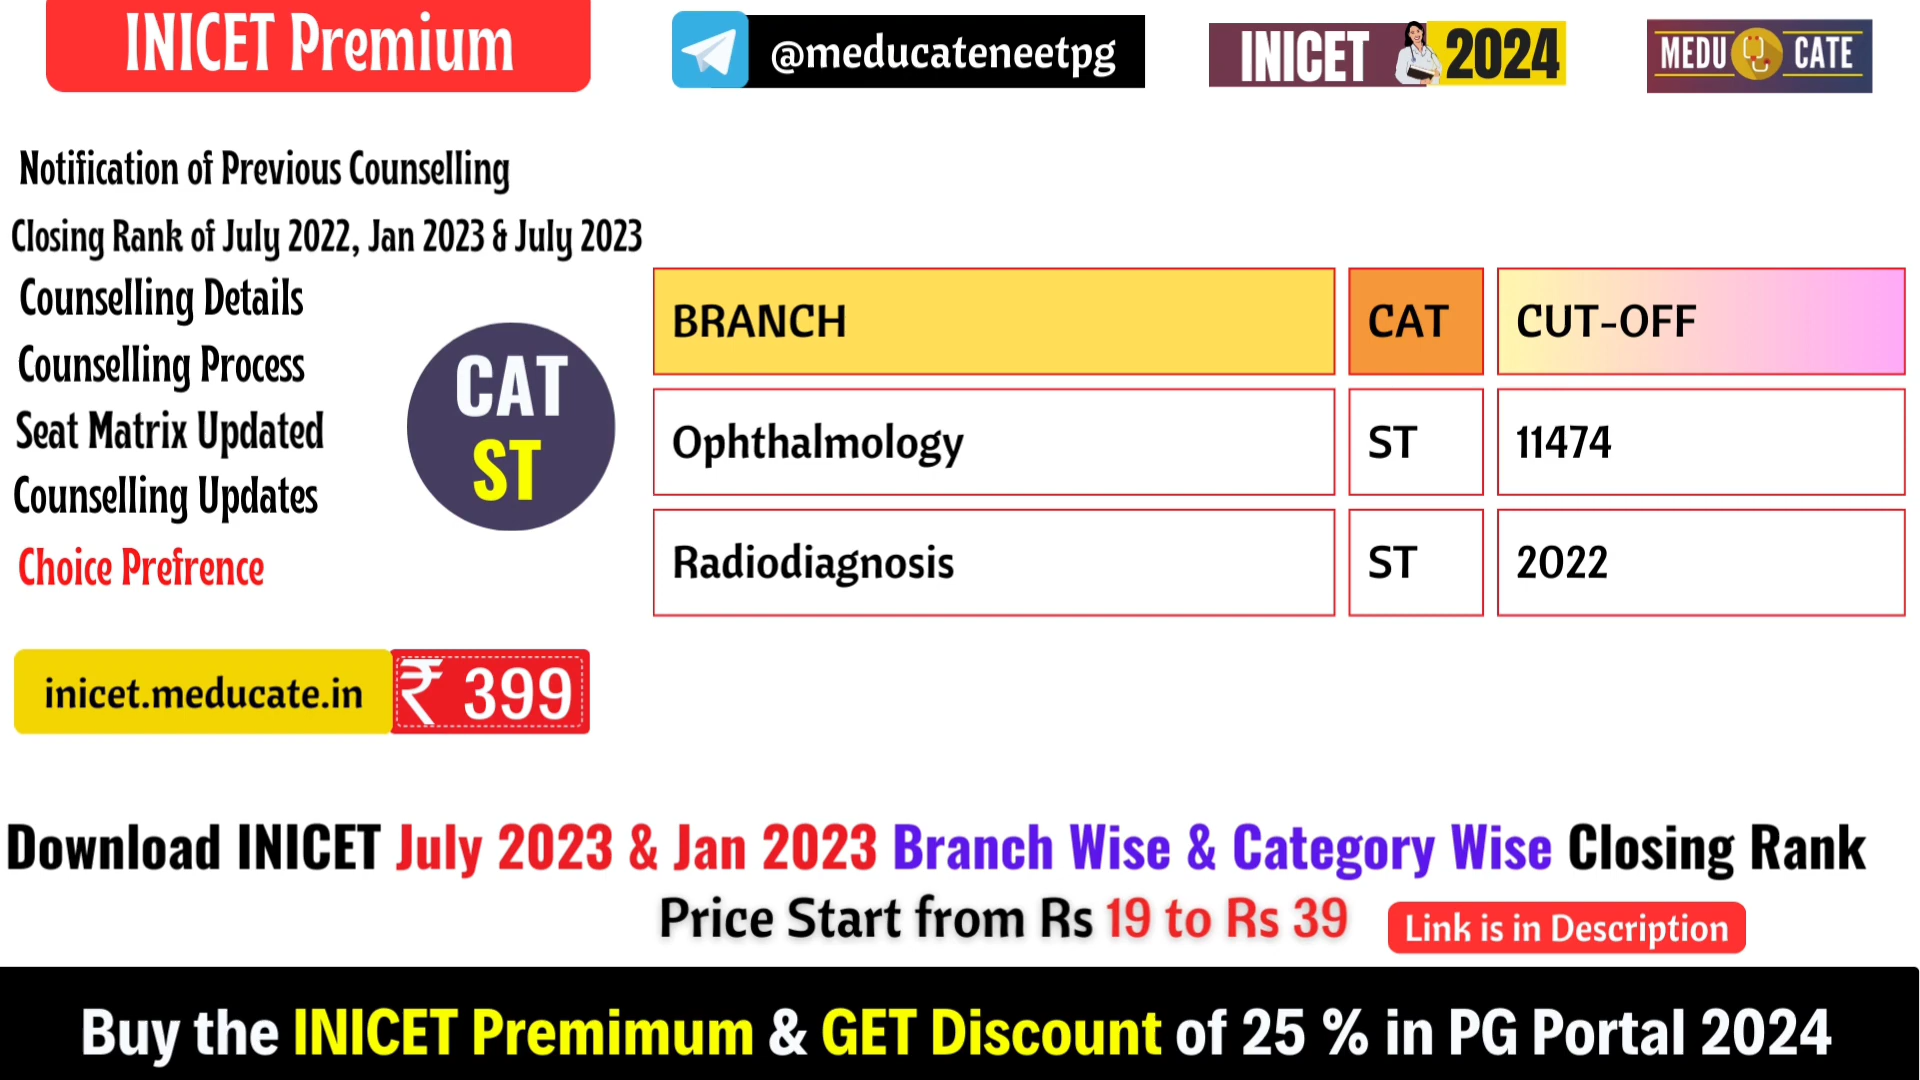 INICET Premium
@meducateneetpg
INICET 2024
MEDU CATE
Notification of Previous Counselling
Closing Rank of July 2022, Jan 2023 & July 2023
Counselling Details
Counselling Process
Seat Matrix Updated
Counselling Updates
Choice Prefrence
CAT
ST
BRANCH CAT CUT-OFF
Ophthalmology ST 11474
Radiodiagnosis ST 2022
inicet.meducate.in ₹ 399
Download INICET July 2023 & Jan 2023 Branch Wise & Category Wise Closing Rank
Price Start from Rs 19 to Rs 39
Link is in Description
Buy the INICET Premimum & GET Discount of 25 % in PG Portal 2024